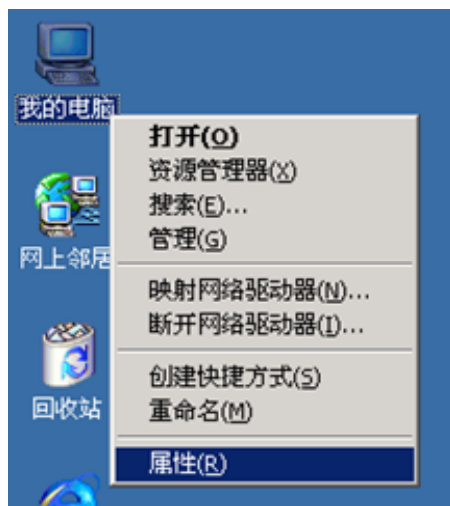 我的电脑
打开(O)
资源管理器(X)
搜索(E)...
管理(G)
网上邻居
映射网络驱动器(N)...
断开网络驱动器(I)...
创建快捷方式(S)
回收站
重命名(M)
属性(R)